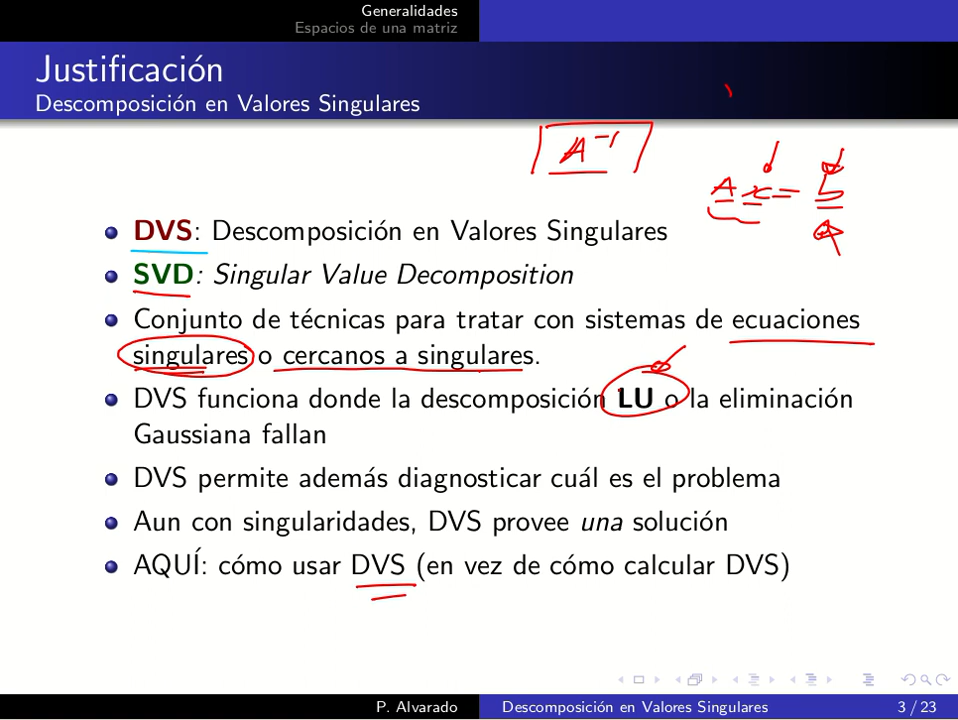 Generalidades
Espacios de una matriz
Justificación
Descomposición en Valores Singulares
A⁻¹
A x = b
DVS: Descomposición en Valores Singulares
SVD: Singular Value Decomposition
Conjunto de técnicas para tratar con sistemas de ecuaciones
singulares o cercanos a singulares.
DVS funciona donde la descomposición LU o la eliminación
Gaussiana fallan
DVS permite además diagnosticar cuál es el problema
Aun con singularidades, DVS provee una solución
AQUÍ: cómo usar DVS (en vez de cómo calcular DVS)
P. Alvarado Descomposición en Valores Singulares 3 / 23